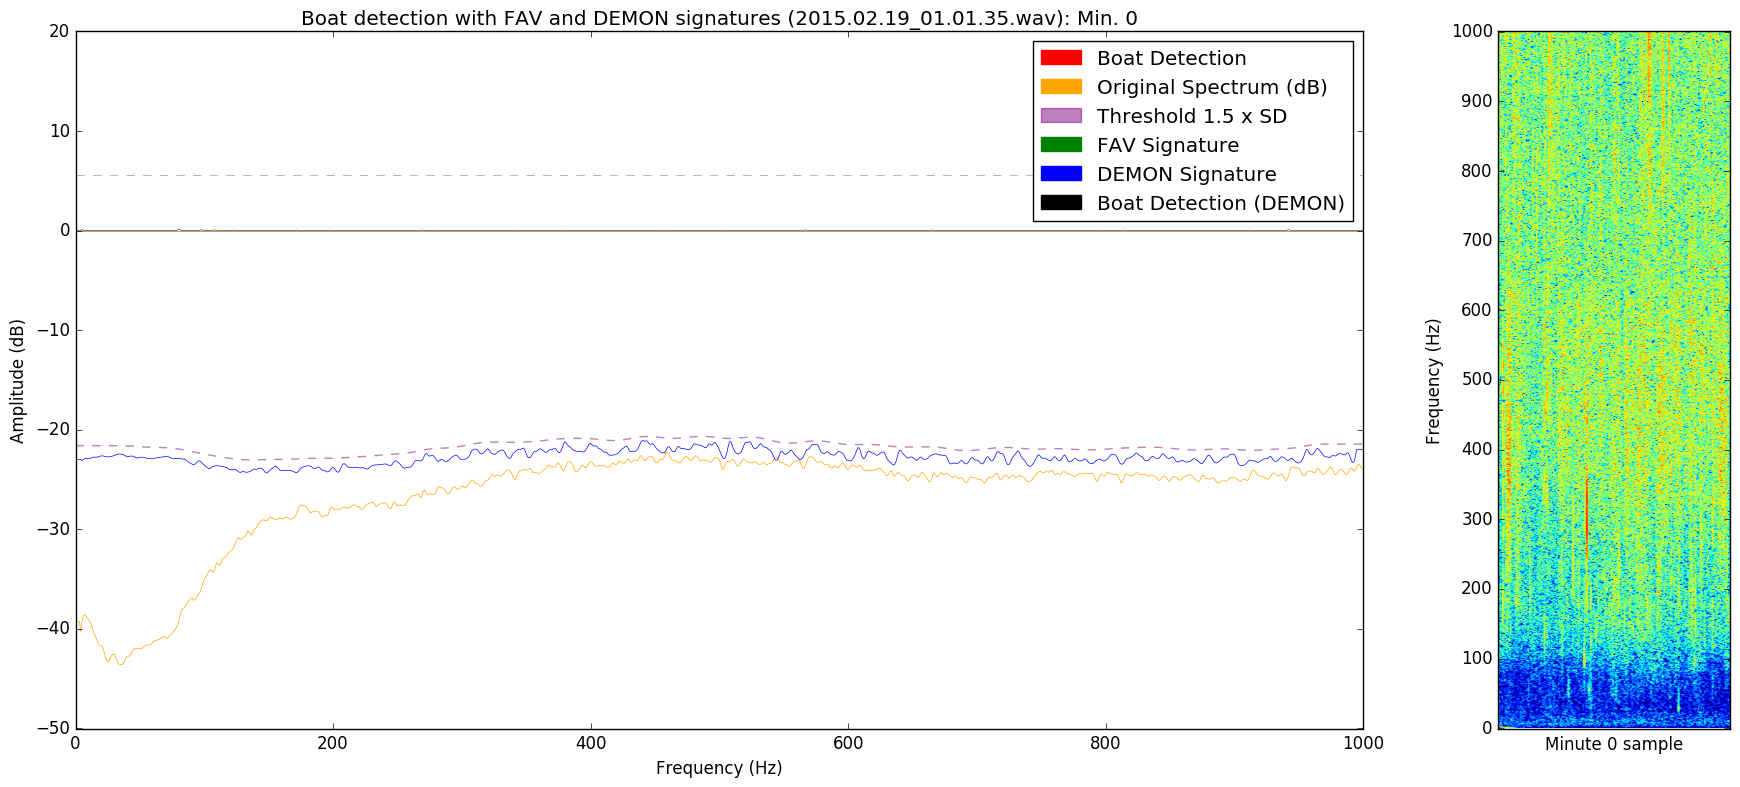 Boat detection with FAV and DEMON signatures (2015.02.19_01.01.35.wav): Min. 0
Amplitude (dB)
20
10
0
−10
−20
−30
−40
−50
Boat Detection
Original Spectrum (dB)
Threshold 1.5 x SD
FAV Signature
DEMON Signature
Boat Detection (DEMON)
0 200 400 600 800 1000
Frequency (Hz)
Frequency (Hz)
1000
900
800
700
600
500
400
300
200
100
0
Minute 0 sample